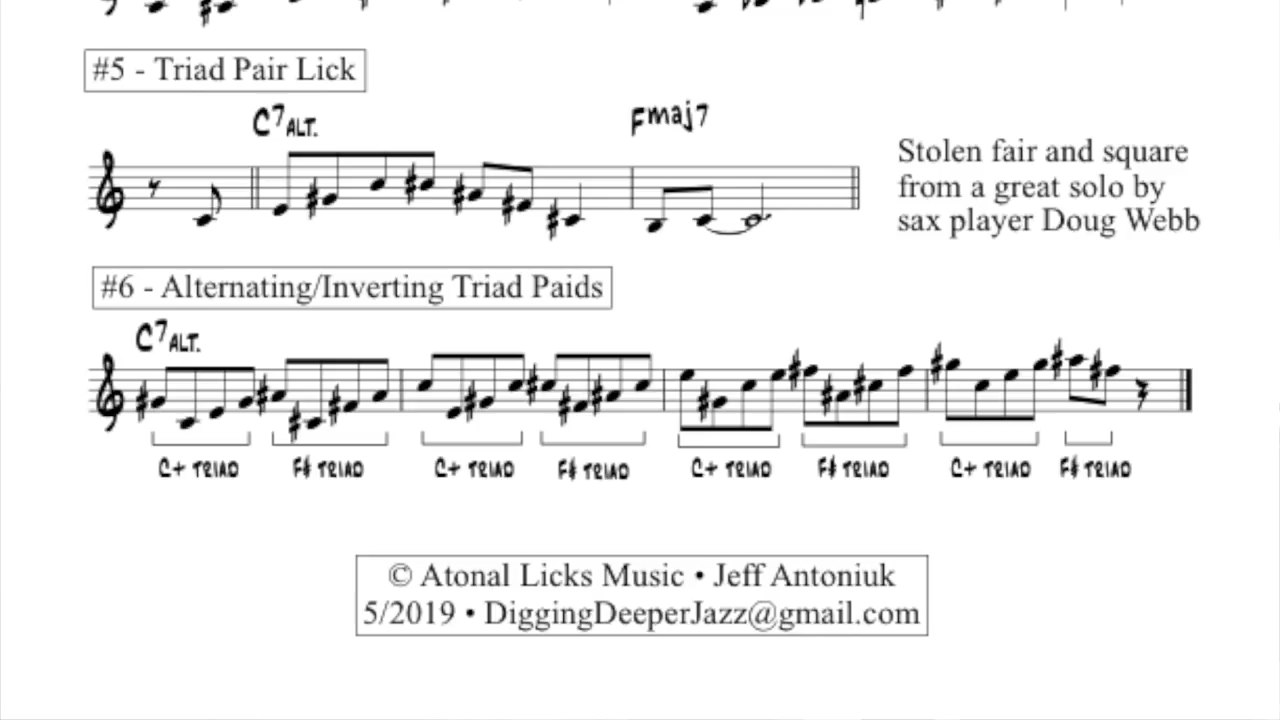 #5 - Triad Pair Lick
C7ALT.
Fmaj7
Stolen fair and square
from a great solo by
sax player Doug Webb
#6 - Alternating/Inverting Triad Paids
C7ALT.
C+ TRIAD F# TRIAD C+ TRIAD F# TRIAD C+ TRIAD F# TRIAD C+ TRIAD F# TRIAD
© Atonal Licks Music • Jeff Antoniuk
5/2019 • DiggingDeeperJazz@gmail.com